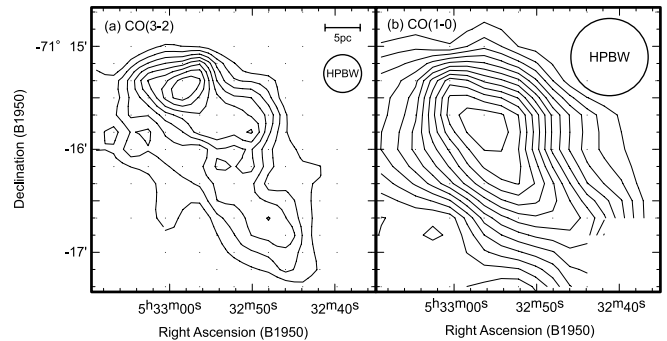 (a) CO(3-2)
5pc
HPBW
(b) CO(1-0)
HPBW
-71° 15'
-16'
-17'
Declination (B1950)
5ʰ33ᵐ00ˢ 32ᵐ50ˢ 32ᵐ40ˢ
5ʰ33ᵐ00ˢ 32ᵐ50ˢ 32ᵐ40ˢ
Right Ascension (B1950)
Right Ascension (B1950)